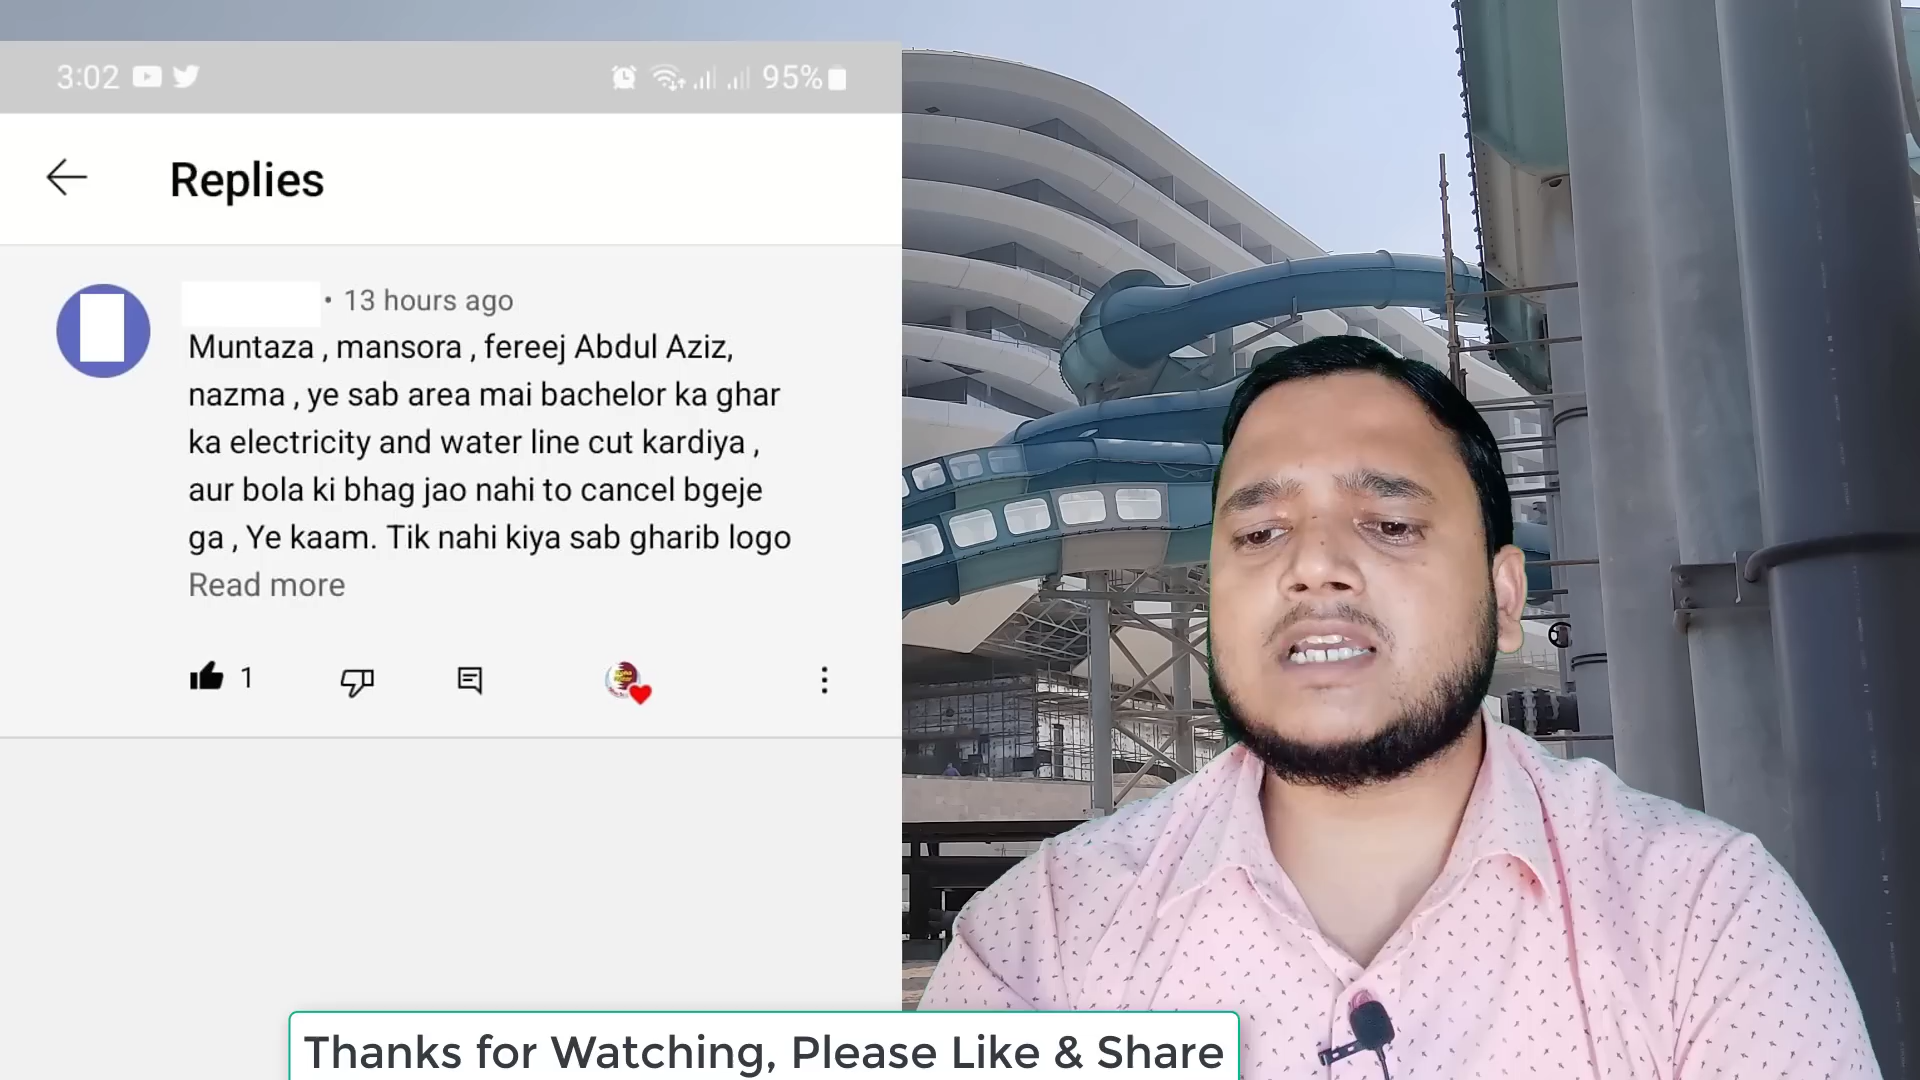 3:02 95%
Replies
• 13 hours ago
Muntaza , mansora , fereej Abdul Aziz,
nazma , ye sab area mai bachelor ka ghar
ka electricity and water line cut kardiya ,
aur bola ki bhag jao nahi to cancel bgeje
ga , Ye kaam. Tik nahi kiya sab gharib logo
Read more
1
Thanks for Watching, Please Like & Share